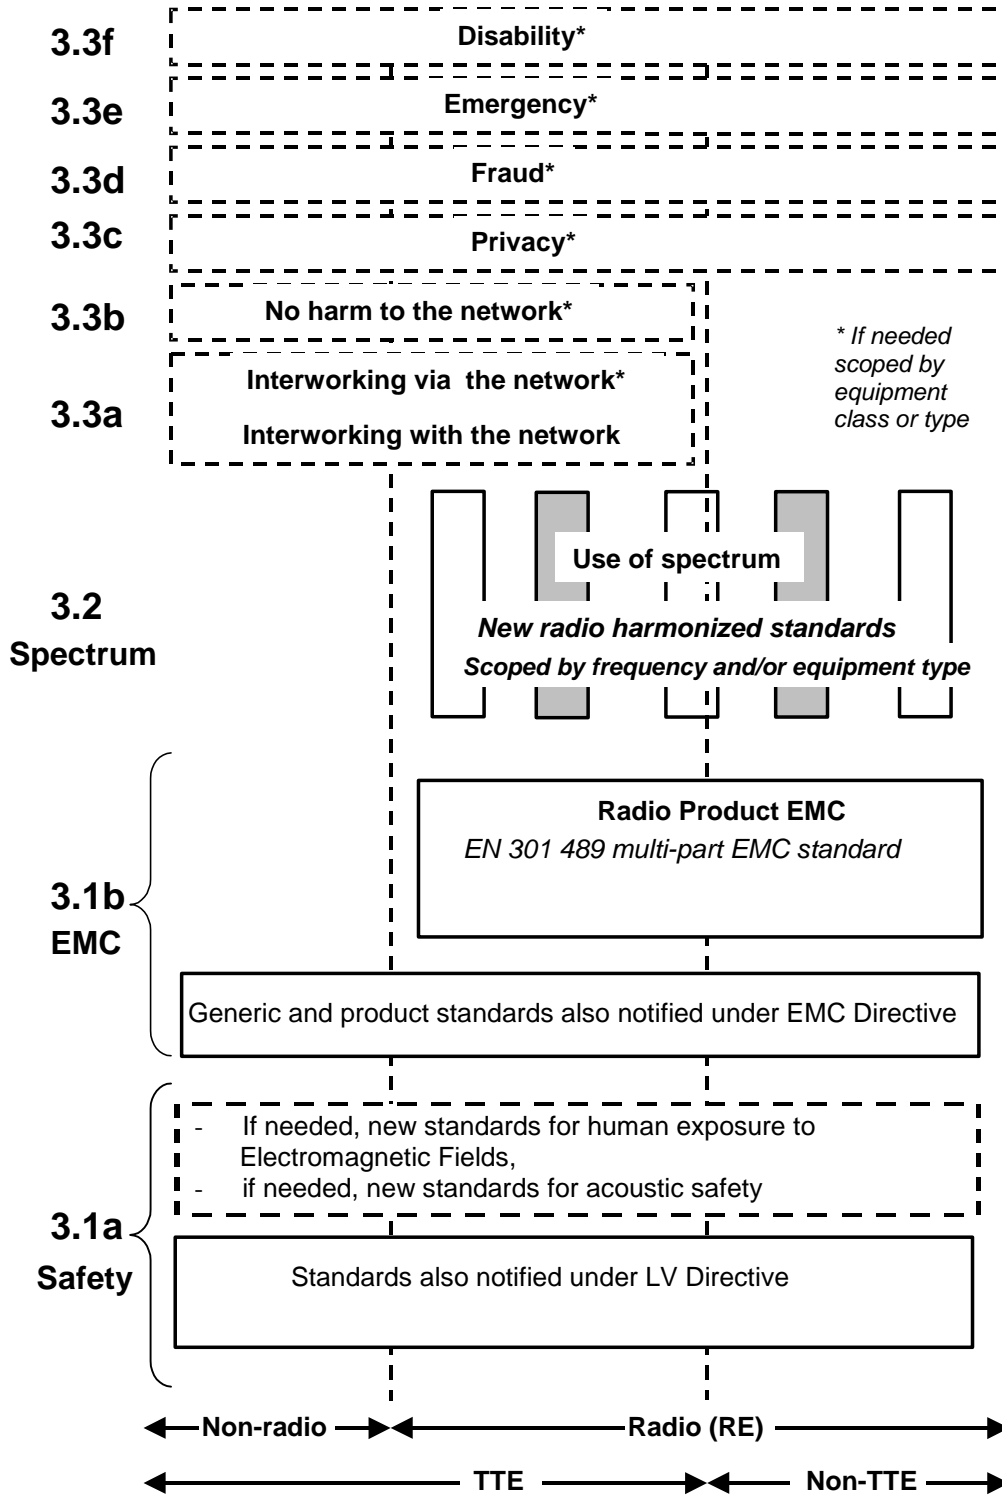 3.3f
Disability*
3.3e
Emergency*
3.3d
Fraud*
3.3c
Privacy*
3.3b
No harm to the network*
3.3a
Interworking via the network*
Interworking with the network
* If needed
scoped by
equipment
class or type
3.2
Spectrum
Use of spectrum
New radio harmonized standards
Scoped by frequency and/or equipment type
3.1b
EMC
Radio Product EMC
EN 301 489 multi-part EMC standard
Generic and product standards also notified under EMC Directive
3.1a
Safety
- If needed, new standards for human exposure to
Electromagnetic Fields,
- if needed, new standards for acoustic safety
Standards also notified under LV Directive
Non-radio
Radio (RE)
TTE
Non-TTE